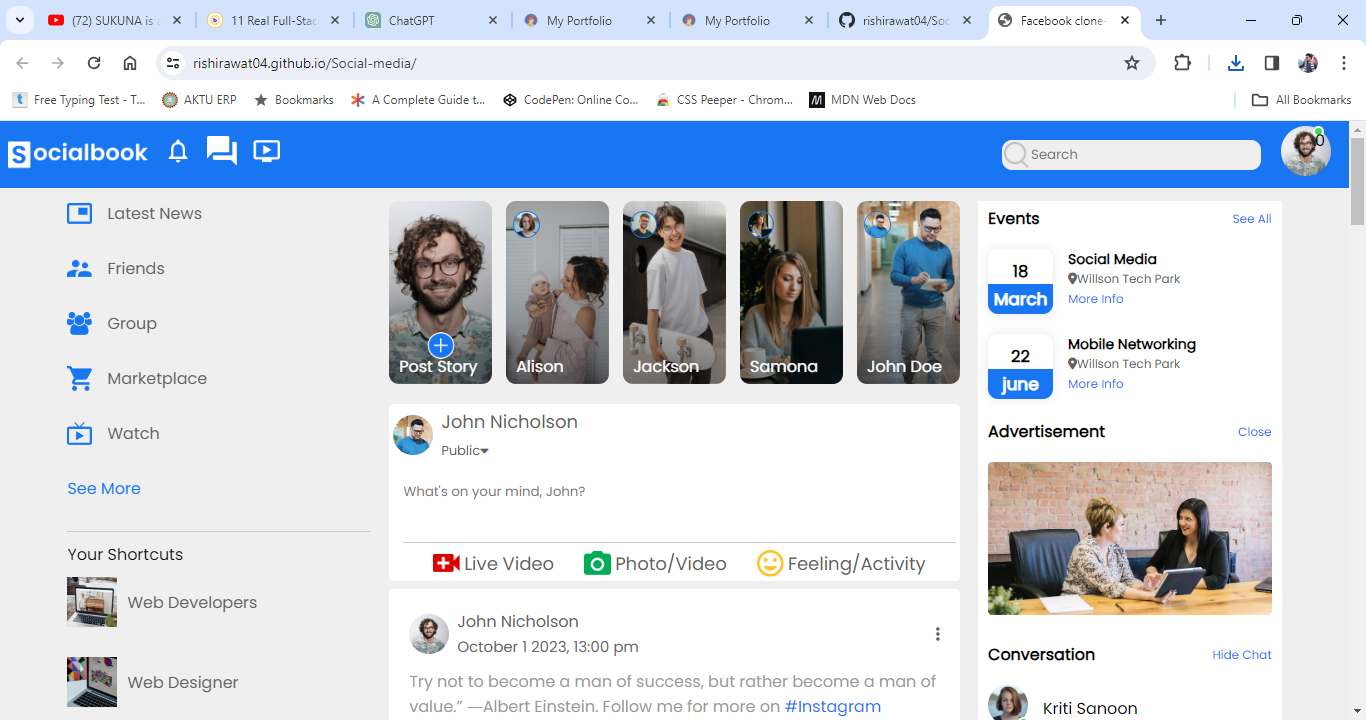 (72) SUKUNA is
11 Real Full-Stac
ChatGPT
My Portfolio
My Portfolio
rishirawat04/Soc
Facebook clone-
rishirawat04.github.io/Social-media/
Free Typing Test - T...
AKTU ERP
Bookmarks
A Complete Guide t...
CodePen: Online Co...
CSS Peeper - Chrom...
MDN Web Docs
All Bookmarks
Socialbook
Search
0
Latest News
Friends
Group
Marketplace
Watch
See More
Your Shortcuts
Web Developers
Web Designer
Post Story
Alison
Jackson
Samona
John Doe
John Nicholson
Public
What's on your mind, John?
Live Video
Photo/Video
Feeling/Activity
John Nicholson
October 1 2023, 13:00 pm
Try not to become a man of success, but rather become a man of
value.” —Albert Einstein. Follow me for more on #Instagram
Events
See All
18
March
Social Media
Willson Tech Park
More Info
22
june
Mobile Networking
Willson Tech Park
More Info
Advertisement
Close
Conversation
Hide Chat
Kriti Sanoon